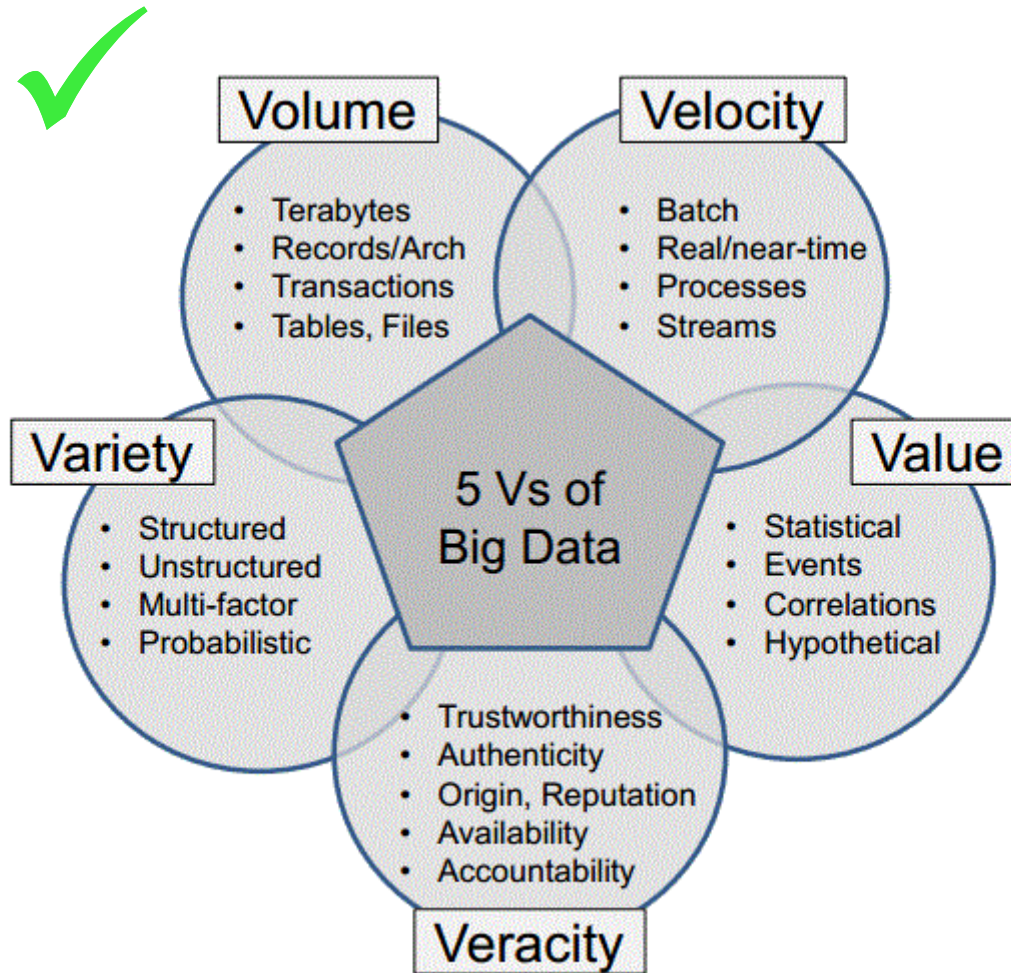 Volume
• Terabytes
• Records/Arch
• Transactions
• Tables, Files
Velocity
• Batch
• Real/near-time
• Processes
• Streams
Variety
• Structured
• Unstructured
• Multi-factor
• Probabilistic
5 Vs of
Big Data
Value
• Statistical
• Events
• Correlations
• Hypothetical
• Trustworthiness
• Authenticity
• Origin, Reputation
• Availability
• Accountability
Veracity